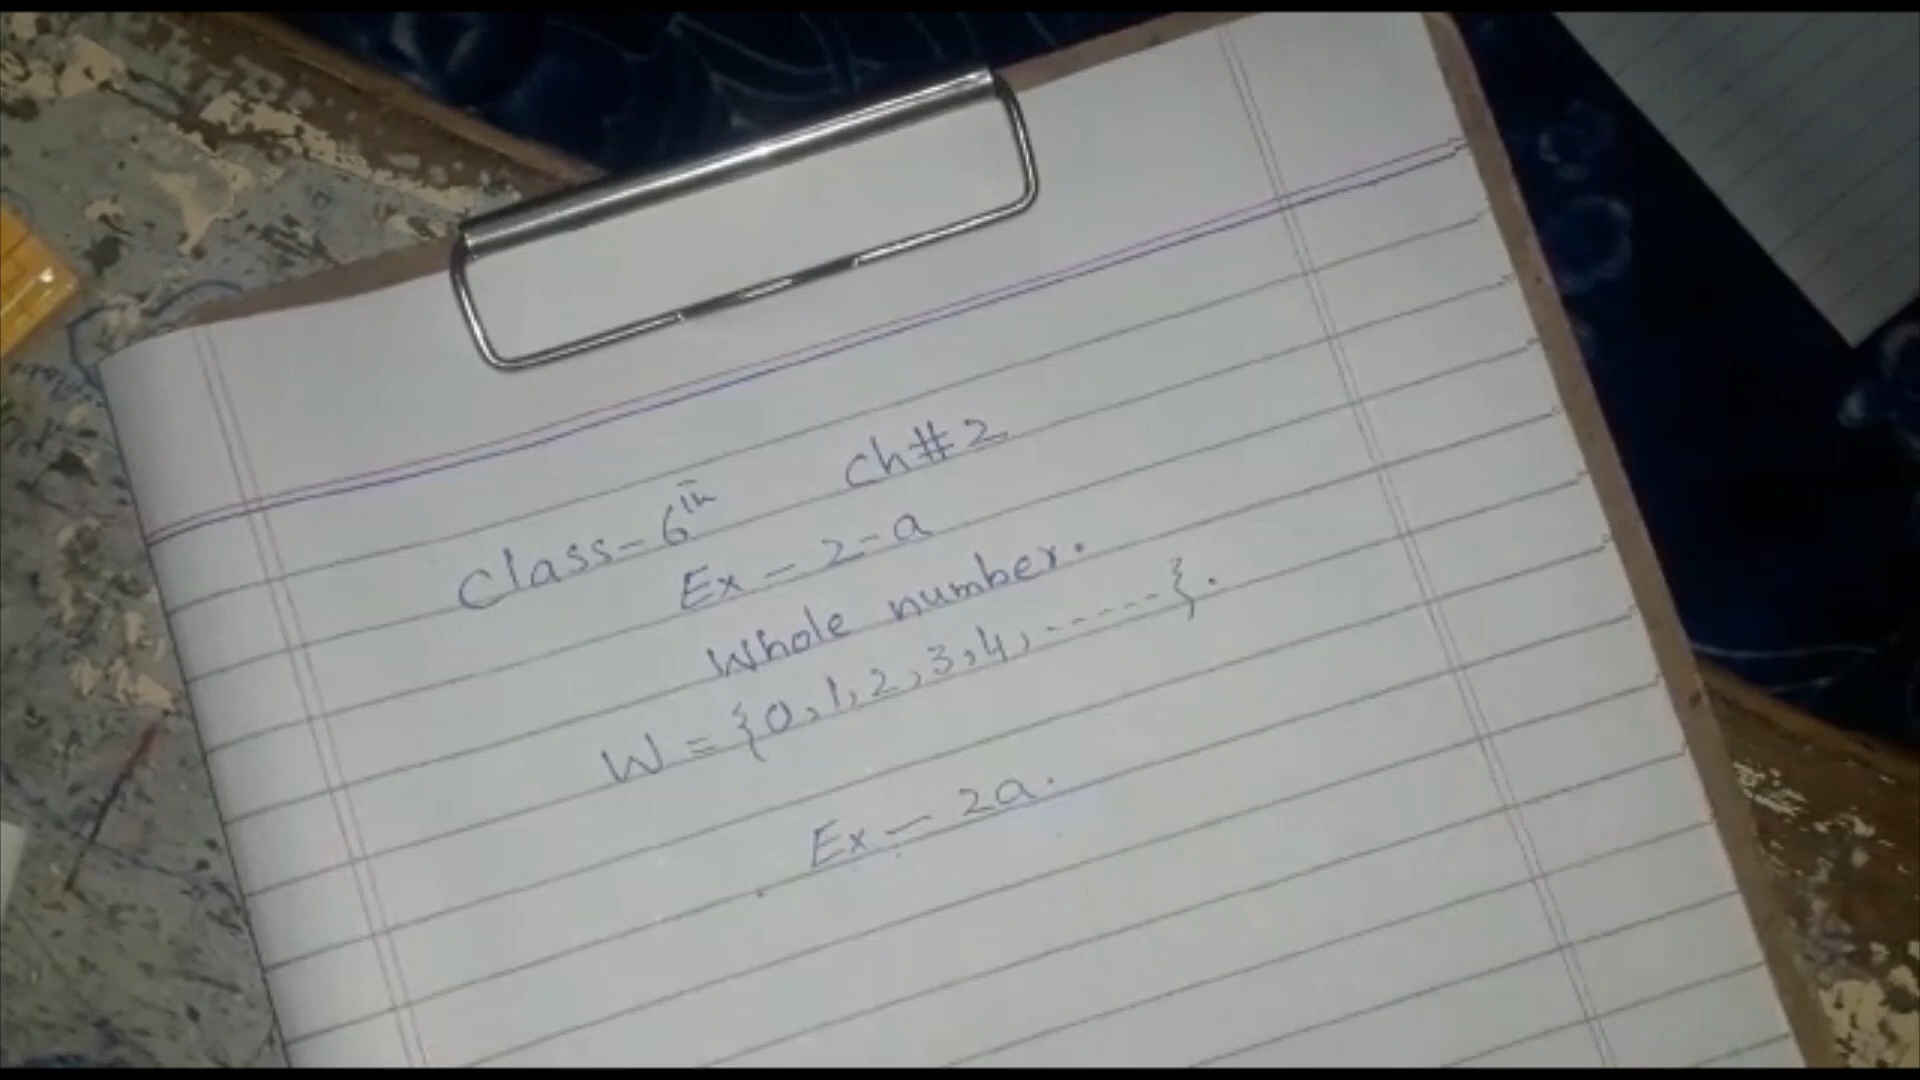 Class-6th Ch#2
Ex - 2-a
Whole number.
W = {0,1,2,3,4,.....}.
Ex - 2a.